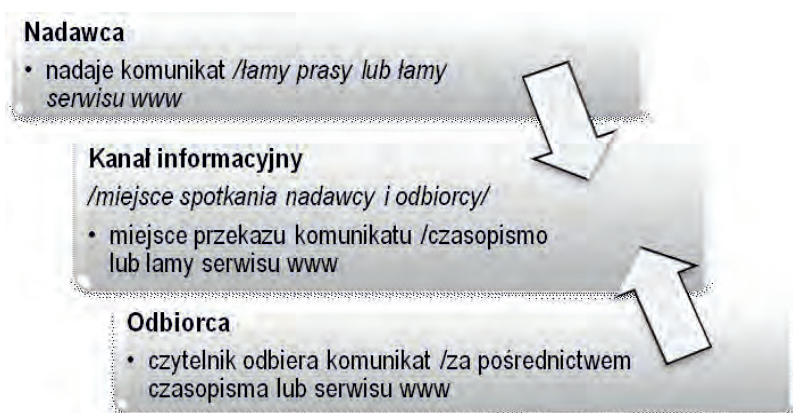 Nadawca
• nadaje komunikat /łamy prasy lub łamy
serwisu www
Kanał informacyjny
/miejsce spotkania nadawcy i odbiorcy/
• miejsce przekazu komunikatu /czasopismo
lub łamy serwisu www
Odbiorca
• czytelnik odbiera komunikat /za pośrednictwem
czasopisma lub serwisu www